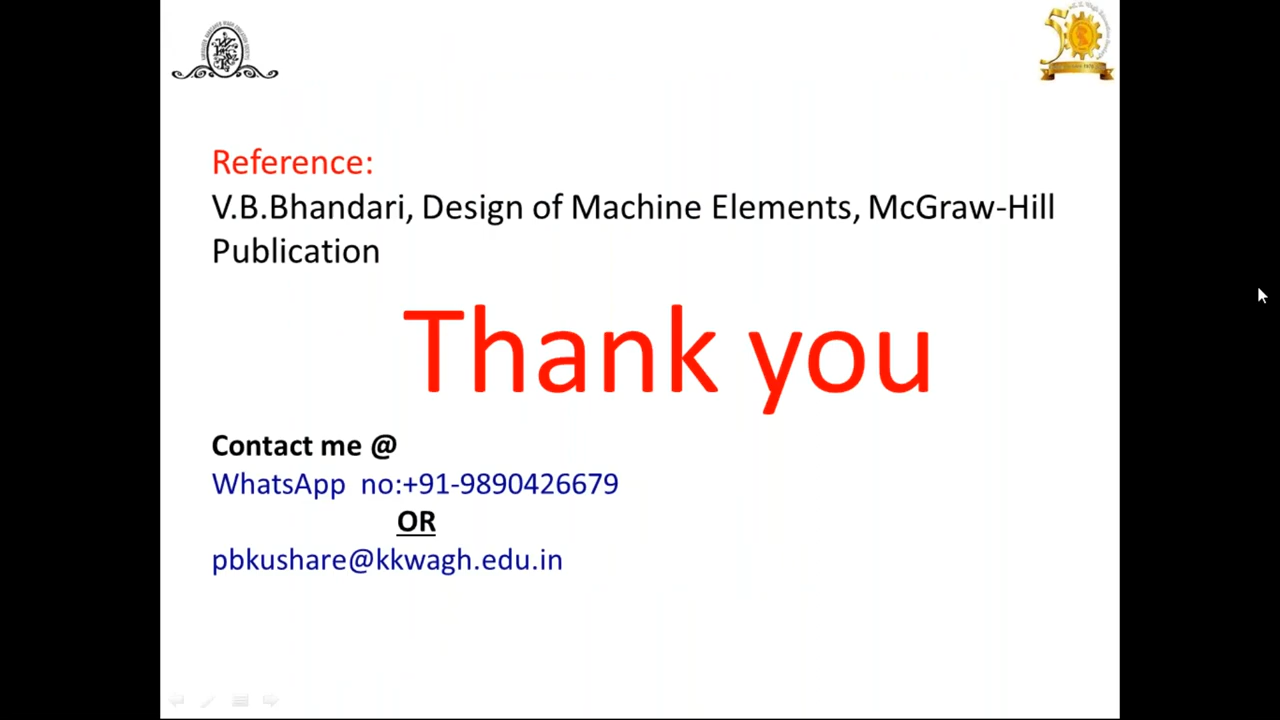 Reference:
V.B.Bhandari, Design of Machine Elements, McGraw-Hill
Publication
Thank you
Contact me @
WhatsApp no:+91-9890426679
OR
pbkushare@kkwagh.edu.in